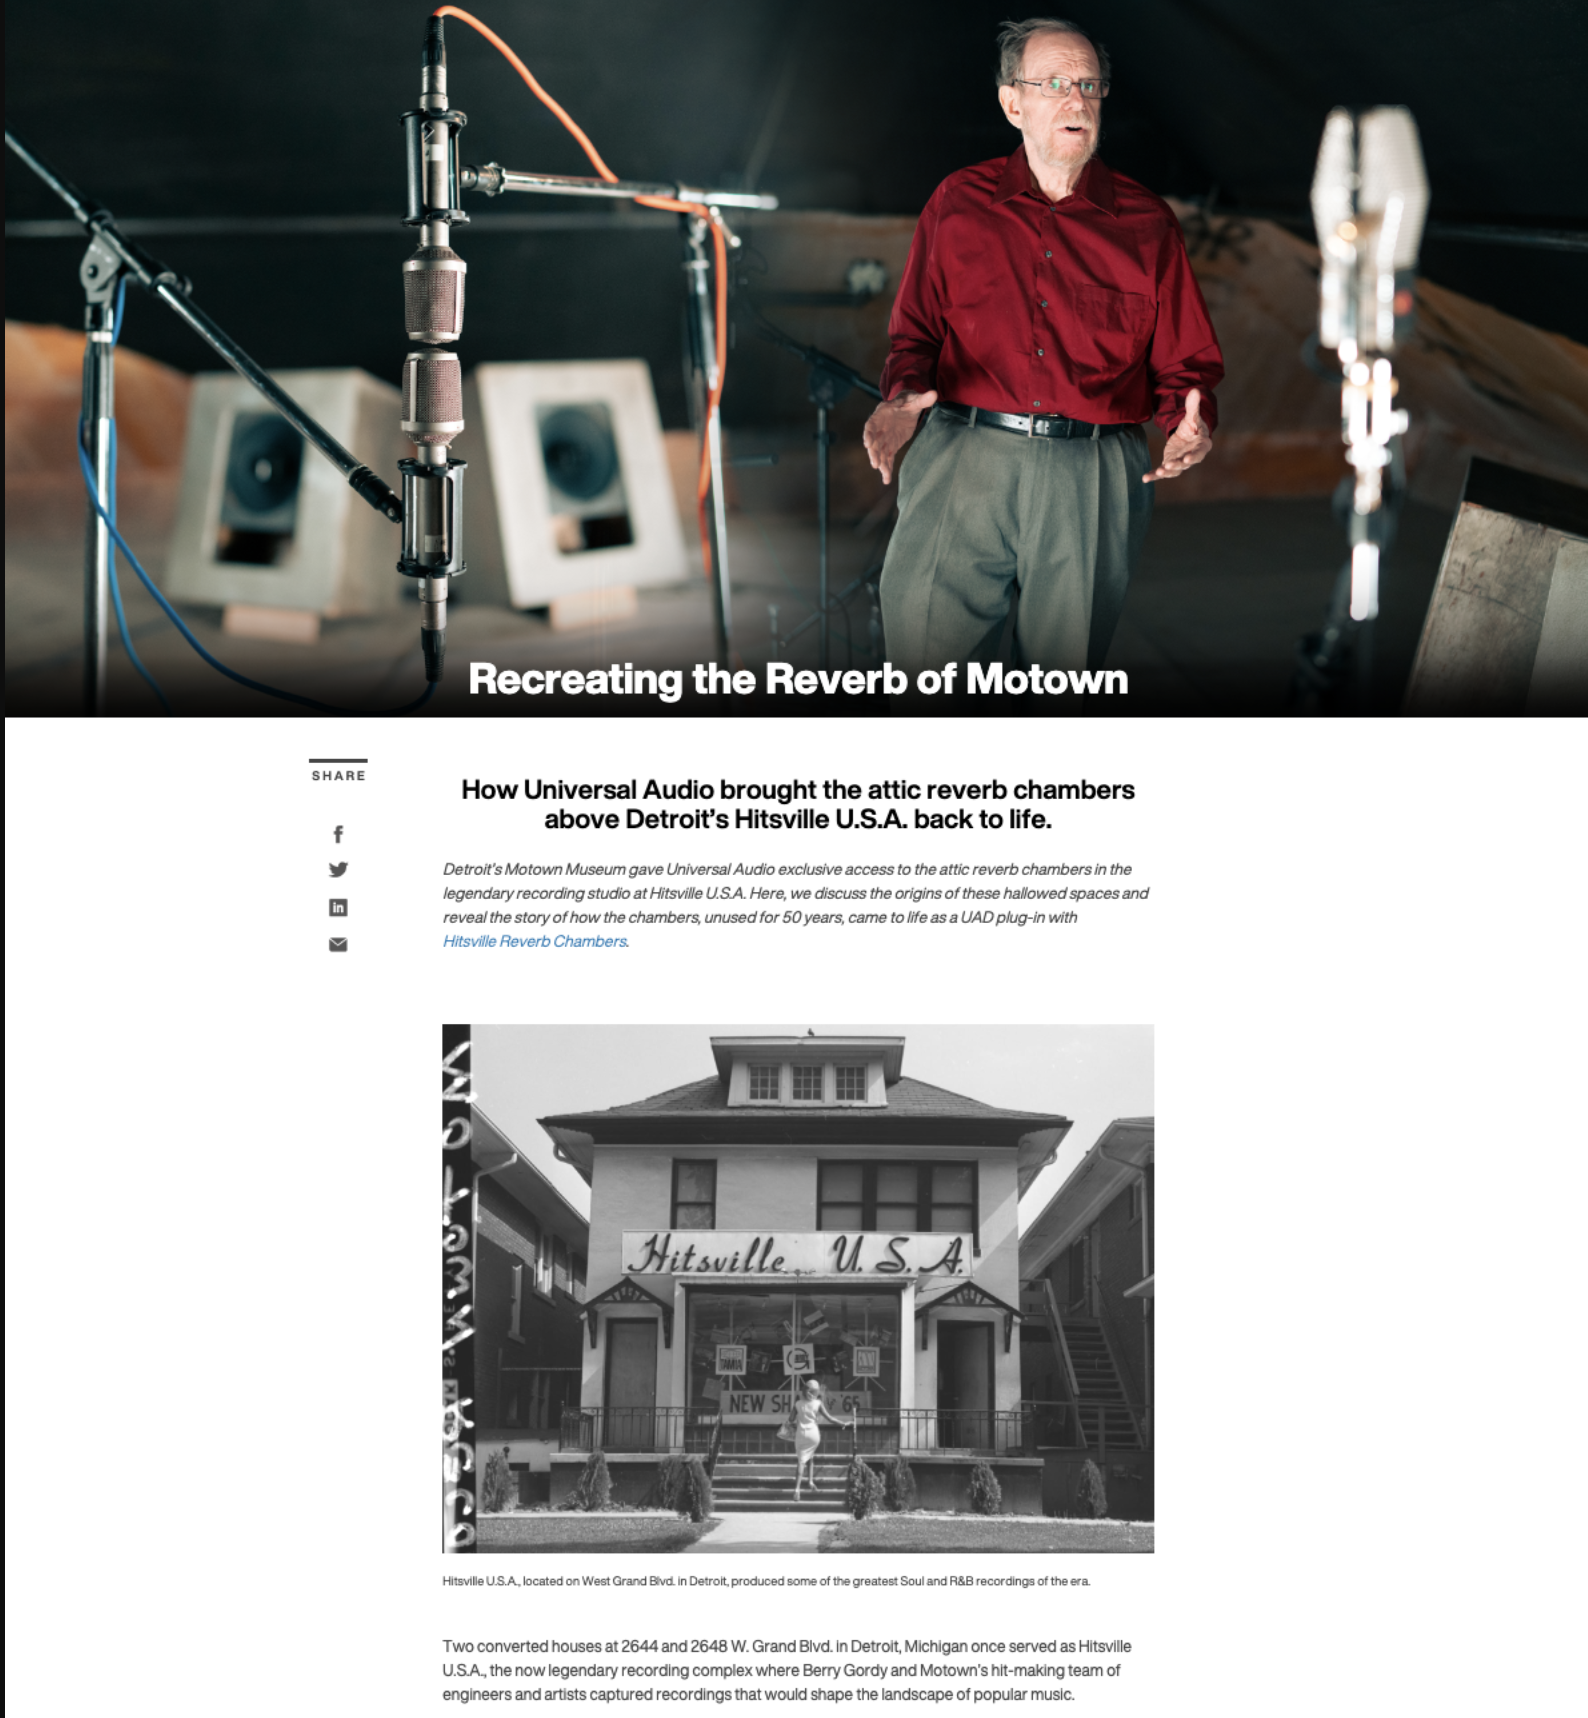 Recreating the Reverb of Motown
SHARE
How Universal Audio brought the attic reverb chambers
above Detroit's Hitsville U.S.A. back to life.
Detroit's Motown Museum gave Universal Audio exclusive access to the attic reverb chambers in the
legendary recording studio at Hitsville U.S.A. Here, we discuss the origins of these hallowed spaces and
reveal the story of how the chambers, unused for 50 years, came to life as a UAD plug-in with
Hitsville Reverb Chambers.
Hitsville U.S.A.
TAMLA
NEW
'65
Hitsville U.S.A., located on West Grand Blvd. in Detroit, produced some of the greatest Soul and R&B recordings of the era.
Two converted houses at 2644 and 2648 W. Grand Blvd. in Detroit, Michigan once served as Hitsville
U.S.A., the now legendary recording complex where Berry Gordy and Motown's hit-making team of
engineers and artists captured recordings that would shape the landscape of popular music.